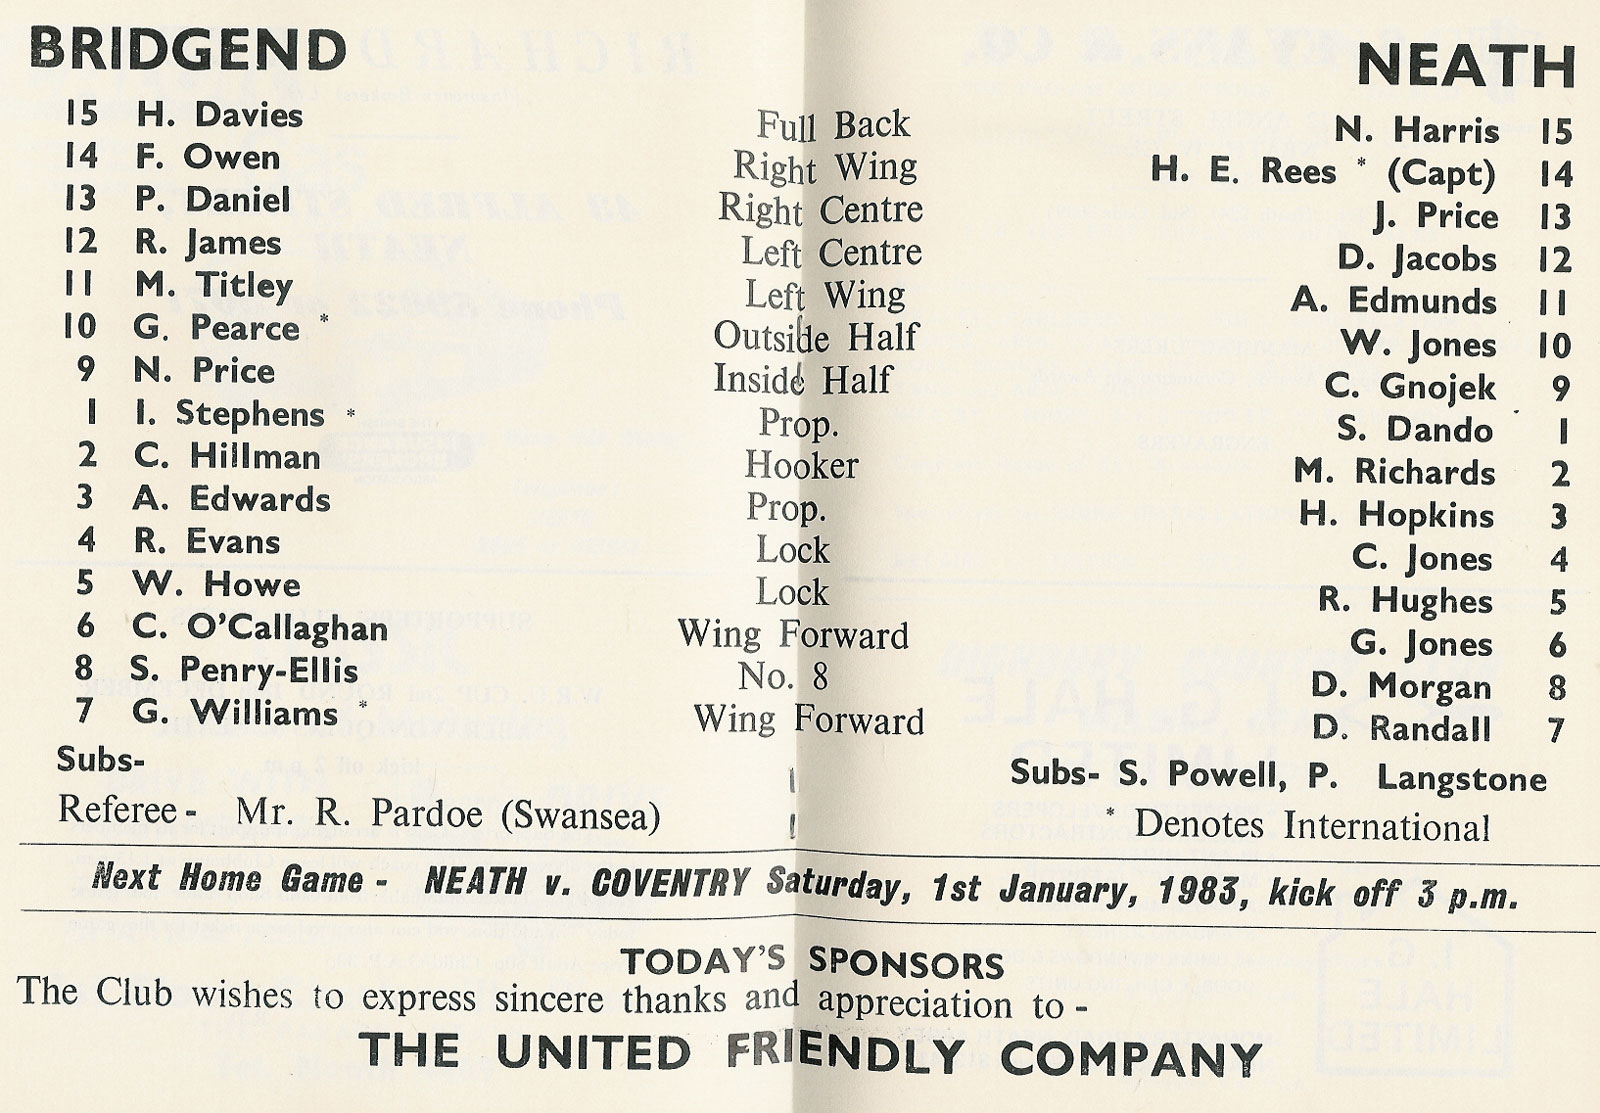 BRIDGEND NEATH
15 H. Davies Full Back N. Harris 15
14 F. Owen Right Wing H. E. Rees * (Capt) 14
13 P. Daniel Right Centre J. Price 13
12 R. James Left Centre D. Jacobs 12
11 M. Titley Left Wing A. Edmunds 11
10 G. Pearce * Outside Half W. Jones 10
9 N. Price Inside Half C. Gnojek 9
1 I. Stephens * Prop. S. Dando 1
2 C. Hillman Hooker M. Richards 2
3 A. Edwards Prop. H. Hopkins 3
4 R. Evans Lock C. Jones 4
5 W. Howe Lock R. Hughes 5
6 C. O'Callaghan Wing Forward G. Jones 6
8 S. Penry-Ellis No. 8 D. Morgan 8
7 G. Williams * Wing Forward D. Randall 7
Subs- Subs- S. Powell, P. Langstone
Referee - Mr. R. Pardoe (Swansea) * Denotes International
Next Home Game - NEATH v. COVENTRY Saturday, 1st January, 1983, kick off 3 p.m.
TODAY'S SPONSORS
The Club wishes to express sincere thanks and appreciation to -
THE UNITED FRIENDLY COMPANY